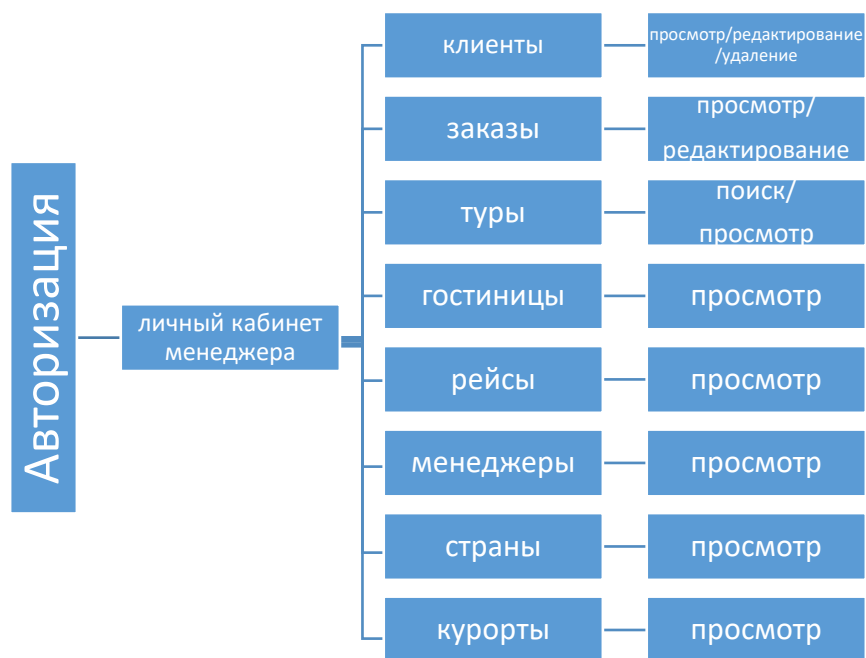 Авторизация
личный кабинет
менеджера
клиенты
просмотр/редактирование
/удаление
заказы
просмотр/
редактирование
туры
поиск/
просмотр
гостиницы
просмотр
рейсы
просмотр
менеджеры
просмотр
страны
просмотр
курорты
просмотр